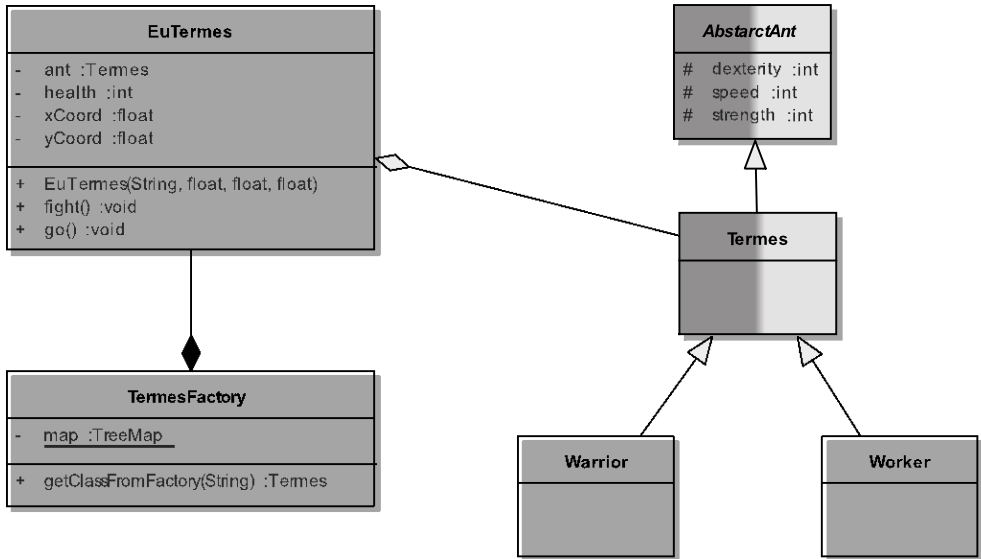 EuTermes
- ant :Termes
- health :int
- xCoord :float
- yCoord :float
+ EuTermes(String, float, float, float)
+ fight() :void
+ go() :void
AbstarctAnt
# dexterity :int
# speed :int
# strength :int
Termes
TermesFactory
- map :TreeMap
+ getClassFromFactory(String) :Termes
Warrior
Worker